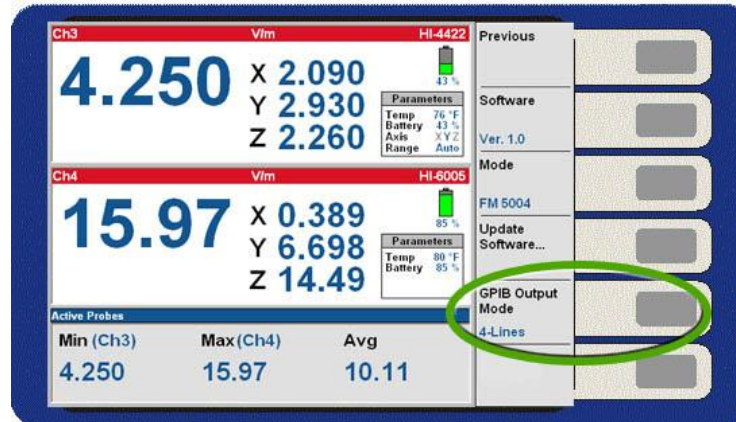 Ch3 V/m HI-4422
4.250
X 2.090
Y 2.930
Z 2.260
43 %
Parameters
Temp 76 °F
Battery 43 %
Axis X Y Z
Range Auto
Ch4 V/m HI-6005
15.97
X 0.389
Y 6.698
Z 14.49
85 %
Parameters
Temp 80 °F
Battery 85 %
Active Probes
Min (Ch3) Max (Ch4) Avg
4.250 15.97 10.11
Previous
Software
Ver. 1.0
Mode
FM 5004
Update
Software...
GPIB Output
Mode
4-Lines